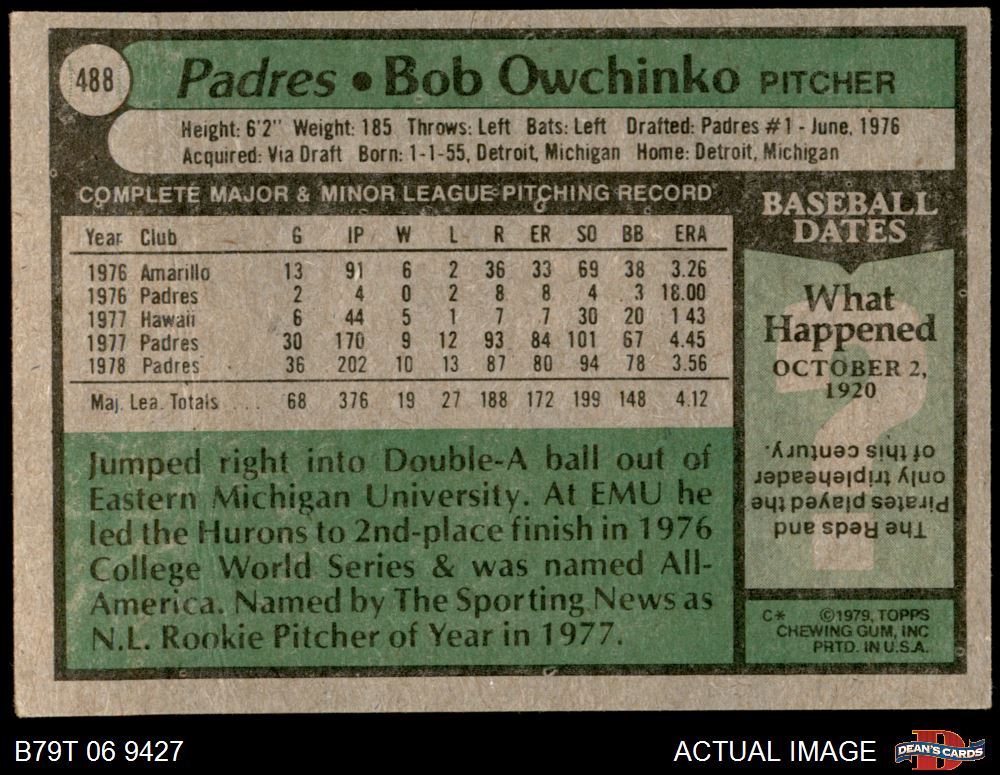 488
Padres • Bob Owchinko PITCHER
Height: 6'2" Weight: 185 Throws: Left Bats: Left Drafted: Padres #1 - June, 1976
Acquired: Via Draft Born: 1-1-55, Detroit, Michigan Home: Detroit, Michigan
COMPLETE MAJOR & MINOR LEAGUE PITCHING RECORD
Year Club G IP W L R ER SO BB ERA
1976 Amarillo 13 91 6 2 36 33 69 38 3.26
1976 Padres 2 4 0 2 8 8 4 3 18.00
1977 Hawaii 6 44 5 1 7 7 30 20 1 43
1977 Padres 30 170 9 12 93 84 101 67 4.45
1978 Padres 36 202 10 13 87 80 94 78 3.56
Maj. Lea. Totals ... 68 376 19 27 188 172 199 148 4.12
Jumped right into Double-A ball out of
Eastern Michigan University. At EMU he
led the Hurons to 2nd-place finish in 1976
College World Series & was named All-
America. Named by The Sporting News as
N.L. Rookie Pitcher of Year in 1977.
BASEBALL
DATES
What
Happened
OCTOBER 2,
1920
?
The Reds and
Pirates played the
only tripleheader
of this century.
C* ©1979, TOPPS
CHEWING GUM, INC
PRTD. IN U.S.A.
B79T 06 9427
ACTUAL IMAGE
D
DEAN'S CARDS